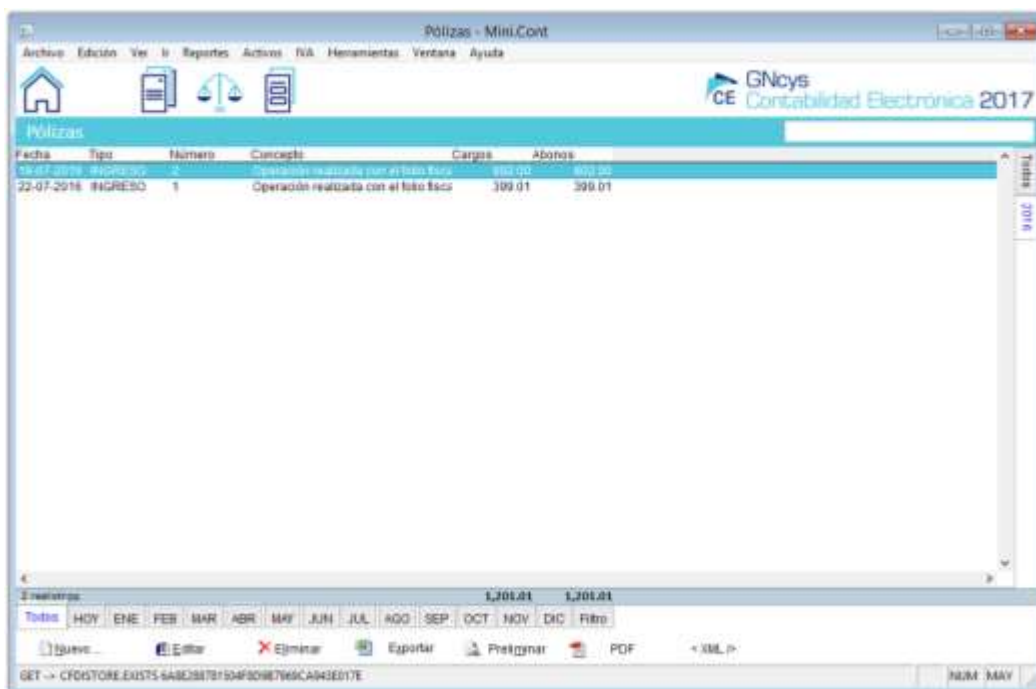 Pólizas - Mini.Cont
Archivo Edición Ver Ir Reportes Activos IVA Herramientas Ventana Ayuda
GNcys
CE Contabilidad Electrónica 2017
Pólizas
Fecha Tipo Número Concepto Cargos Abonos
INGRESO 2 Operación realizada con el folio fisca
22-07-2016 INGRESO 1 Operación realizada con el folio fisca 399.01 399.01
Todos
2016
2 registros 1,201.01 1,201.01
Todos HOY ENE FEB MAR ABR MAY JUN JUL AGO SEP OCT NOV DIC Filtro
Nuevo... Editar Eliminar Exportar Preliminar PDF < XML />
NUM MAY